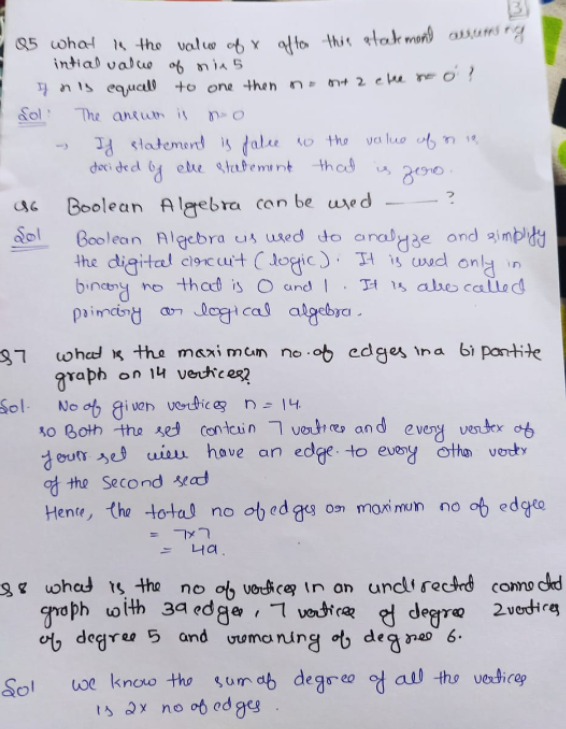 3
Q5 what is the value of x after this statement assuming
intial value of n is 5
If n is equall to one then n = n+2 else n=0 ?
Sol: The answer is n=0
→ If statement is false so the value of n is
decided by else statement that is zero.
Q6 Boolean Algebra can be used —— ?
Sol Boolean Algebra is used to analyze and simplify
the digital circuit (logic). It is used only in
binary no that is 0 and 1. It is also called
primary or logical algebra.
Q7 what is the maximum no. of edges in a bipartite
graph on 14 vertices?
Sol. No of given vertices n = 14
so Both the set contain 7 vertices and every vertex of
four set will have an edge to every other vertx
of the second seat
Hence, the total no of edges or maximum no of edges
= 7x7
= 49.
Q8 what is the no of vertices in an undirected connected
graph with 39 edges, 7 vertices of degree 2 vertices
of degree 5 and remaning of degree 6.
Sol we know the sum of degree of all the vertices
is 2x no of edges.